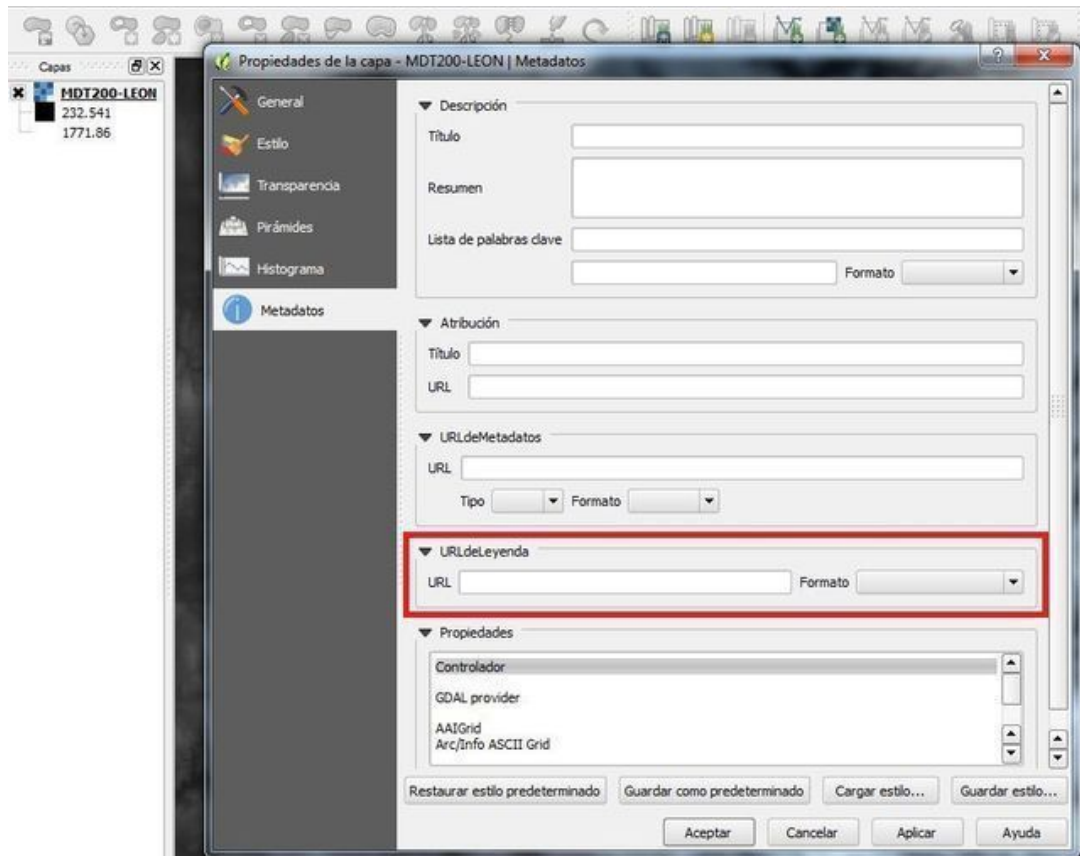 Capas
MDT200-LEON
232.541
1771.86
Propiedades de la capa - MDT200-LEON | Metadatos
General
Estilo
Transparencia
Pirámides
Histograma
Metadatos
Descripción
Título
Resumen
Lista de palabras clave
Formato
Atribución
Título
URL
URLdeMetadatos
URL
Tipo Formato
URLdeLeyenda
URL Formato
Propiedades
Controlador
GDAL provider
AAIGrid
Arc/Info ASCII Grid
Restaurar estilo predeterminado Guardar como predeterminado Cargar estilo... Guardar estilo...
Aceptar Cancelar Aplicar Ayuda